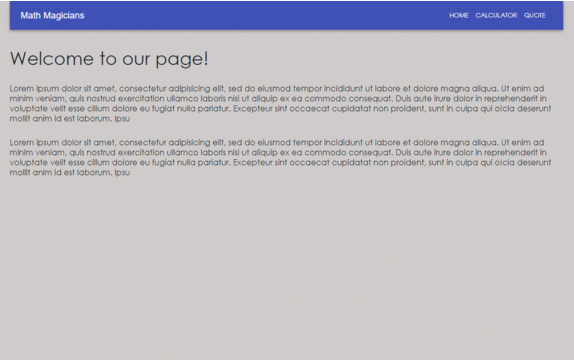 Math Magicians
HOME CALCULATOR QUOTE
Welcome to our page!
Lorem ipsum dolor sit amet, consectetur adipisicing elit, sed do eiusmod tempor incididunt ut labore et dolore magna aliqua. Ut enim ad
minim veniam, quis nostrud exercitation ullamco laboris nisi ut aliquip ex ea commodo consequat. Duis aute irure dolor in reprehenderit in
voluptate velit esse cillum dolore eu fugiat nulla pariatur. Excepteur sint occaecat cupidatat non proident, sunt in culpa qui o|cia deserunt
mollit anim id est laborum. Ipsu
Lorem ipsum dolor sit amet, consectetur adipisicing elit, sed do eiusmod tempor incididunt ut labore et dolore magna aliqua. Ut enim ad
minim veniam, quis nostrud exercitation ullamco laboris nisi ut aliquip ex ea commodo consequat. Duis aute irure dolor in reprehenderit in
voluptate velit esse cillum dolore eu fugiat nulla pariatur. Excepteur sint occaecat cupidatat non proident, sunt in culpa qui o|cia deserunt
mollit anim id est laborum. Ipsu